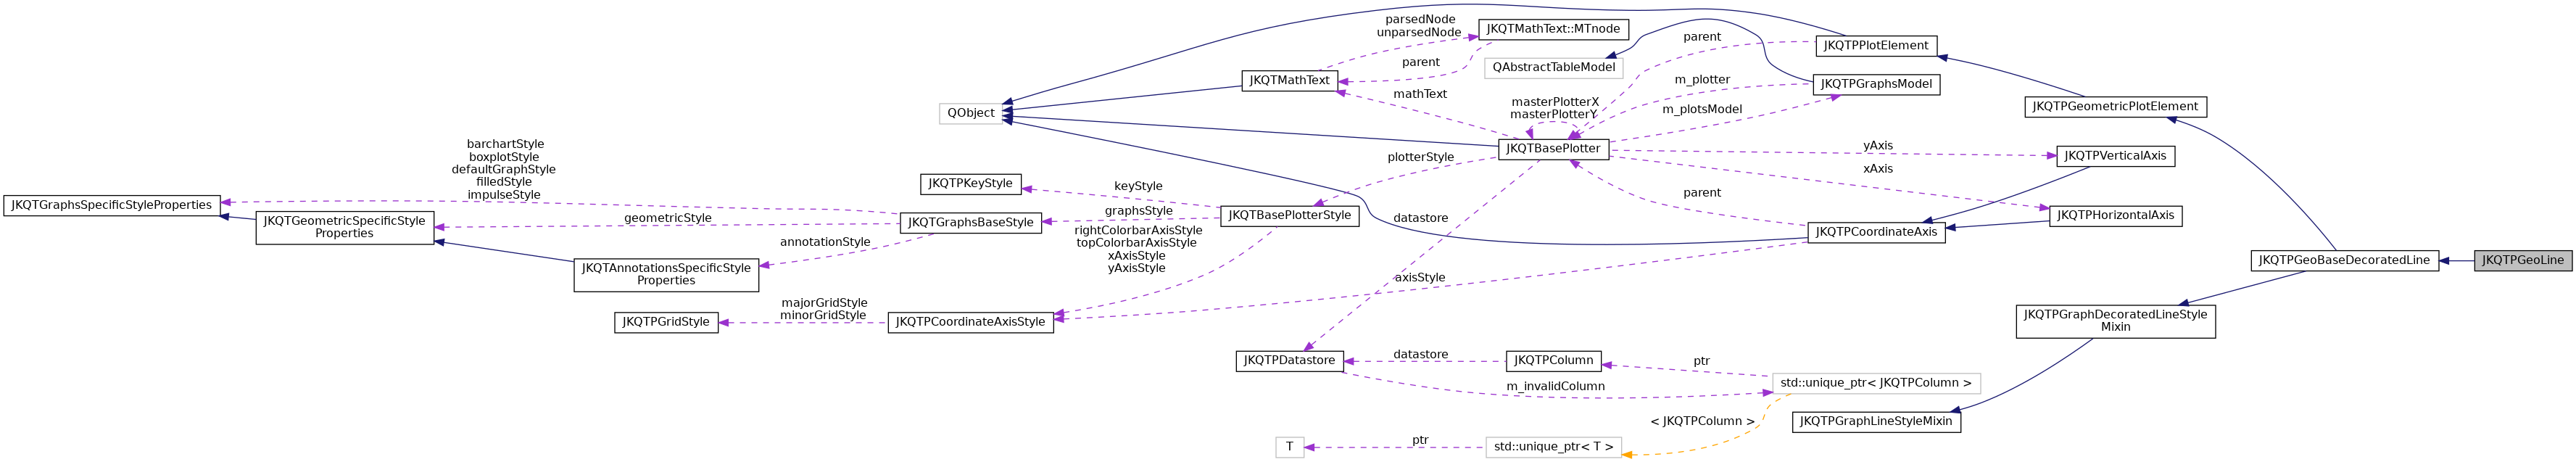 parsedNode
unparsedNode
JKQTMathText::MTnode
parent
JKQTPPlotElement
parent
QAbstractTableModel
JKQTMathText
m_plotter
JKQTPGraphsModel
mathText
masterPlotterX
masterPlotterY
m_plotsModel
JKQTPGeometricPlotElement
QObject
barchartStyle
boxplotStyle
defaultGraphStyle
filledStyle
impulseStyle
JKQTBasePlotter
yAxis
JKQTPVerticalAxis
plotterStyle
xAxis
JKQTPKeyStyle
keyStyle
parent
JKQTGraphsSpecificStyleProperties
JKQTGeometricSpecificStyle
Properties
geometricStyle
JKQTGraphsBaseStyle
graphsStyle
JKQTBasePlotterStyle
datastore
JKQTPHorizontalAxis
JKQTPCoordinateAxis
annotationStyle
rightColorbarAxisStyle
topColorbarAxisStyle
xAxisStyle
yAxisStyle
JKQTAnnotationsSpecificStyle
Properties
axisStyle
JKQTPGeoBaseDecoratedLine
JKQTPGeoLine
majorGridStyle
minorGridStyle
JKQTPGridStyle
JKQTPCoordinateAxisStyle
JKQTPGraphDecoratedLineStyle
Mixin
JKQTPDatastore
datastore
JKQTPColumn
ptr
m_invalidColumn
std::unique_ptr< JKQTPColumn >
< JKQTPColumn >
JKQTPGraphLineStyleMixin
T
ptr
std::unique_ptr< T >